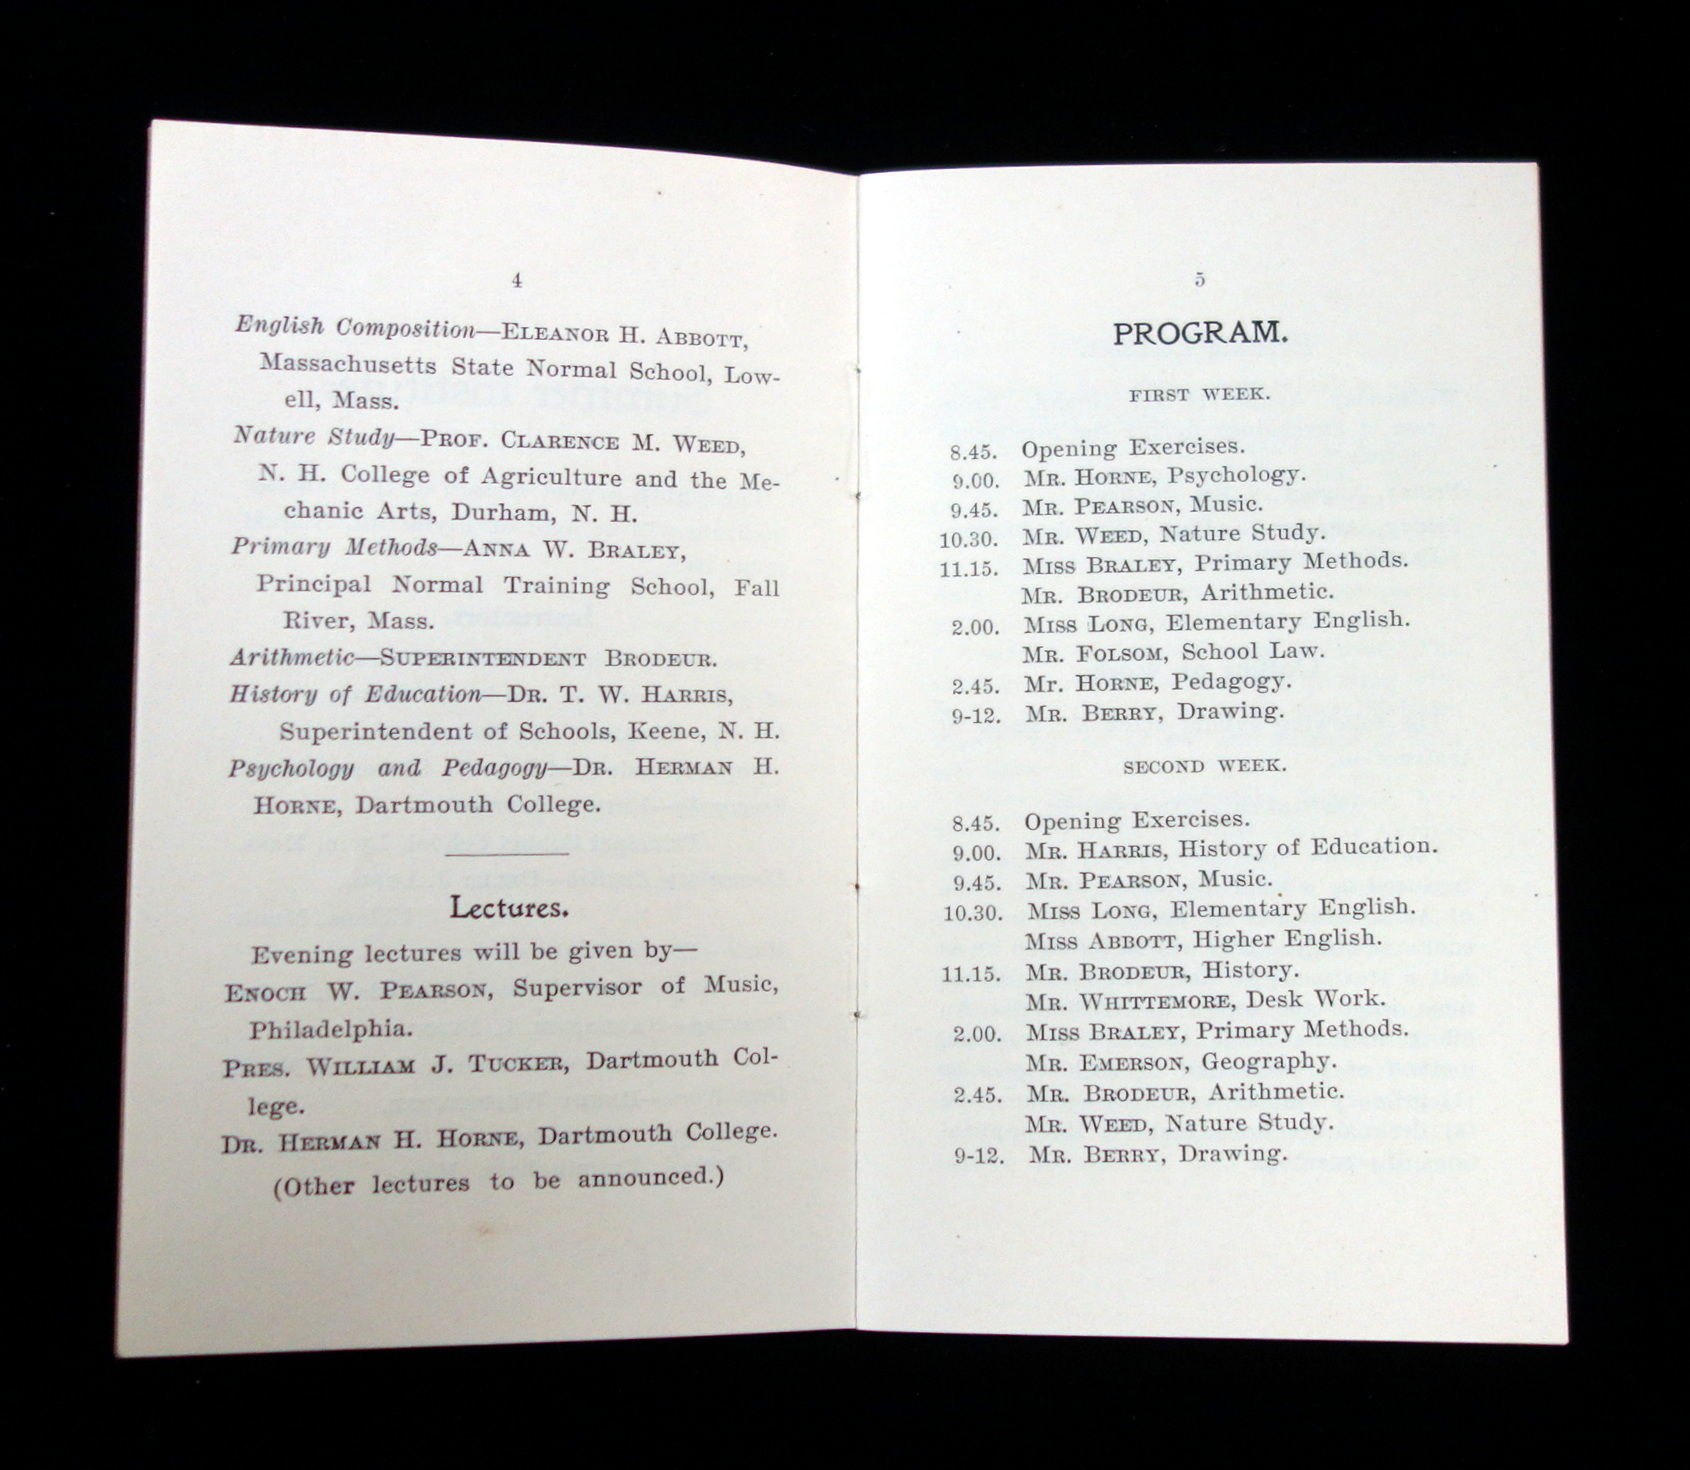 4
English Composition—ELEANOR H. ABBOTT,
Massachusetts State Normal School, Low-
ell, Mass.
Nature Study—PROF. CLARENCE M. WEED,
N. H. College of Agriculture and the Me-
chanic Arts, Durham, N. H.
Primary Methods—ANNA W. BRALEY,
Principal Normal Training School, Fall
River, Mass.
Arithmetic—SUPERINTENDENT BRODEUR.
History of Education—DR. T. W. HARRIS,
Superintendent of Schools, Keene, N. H.
Psychology and Pedagogy—DR. HERMAN H.
HORNE, Dartmouth College.
Lectures.
Evening lectures will be given by—
ENOCH W. PEARSON, Supervisor of Music,
Philadelphia.
PRES. WILLIAM J. TUCKER, Dartmouth Col-
lege.
DR. HERMAN H. HORNE, Dartmouth College.
(Other lectures to be announced.)
5
PROGRAM.
FIRST WEEK.
8.45. Opening Exercises.
9.00. MR. HORNE, Psychology.
9.45. MR. PEARSON, Music.
10.30. MR. WEED, Nature Study.
11.15. MISS BRALEY, Primary Methods.
MR. BRODEUR, Arithmetic.
2.00. MISS LONG, Elementary English.
MR. FOLSOM, School Law.
2.45. Mr. HORNE, Pedagogy.
9-12. MR. BERRY, Drawing.
SECOND WEEK.
8.45. Opening Exercises.
9.00. MR. HARRIS, History of Education.
9.45. MR. PEARSON, Music.
10.30. MISS LONG, Elementary English.
MISS ABBOTT, Higher English.
11.15. MR. BRODEUR, History.
MR. WHITTEMORE, Desk Work.
2.00. MISS BRALEY, Primary Methods.
MR. EMERSON, Geography.
2.45. MR. BRODEUR, Arithmetic.
MR. WEED, Nature Study.
9-12. MR. BERRY, Drawing.